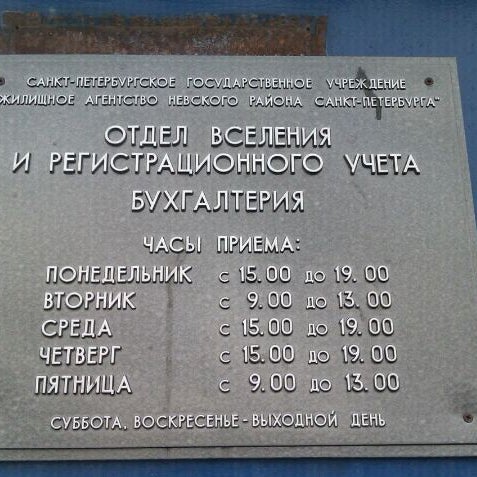 САНКТ-ПЕТЕРБУРГСКОЕ ГОСУДАРСТВЕННОЕ УЧРЕЖДЕНИЕ
ЖИЛИЩНОЕ АГЕНТСТВО НЕВСКОГО РАЙОНА САНКТ-ПЕТЕРБУРГА"
ОТДЕЛ ВСЕЛЕНИЯ
И РЕГИСТРАЦИОННОГО УЧЕТА
БУХГАЛТЕРИЯ
ЧАСЫ ПРИЕМА:
ПОНЕДЕЛЬНИК С 15.00 ДО 19.00
ВТОРНИК С 9.00 ДО 13.00
СРЕДА С 15.00 ДО 19.00
ЧЕТВЕРГ С 15.00 ДО 19.00
ПЯТНИЦА С 9.00 ДО 13.00
СУББОТА, ВОСКРЕСЕНЬЕ - ВЫХОДНОЙ ДЕНЬ